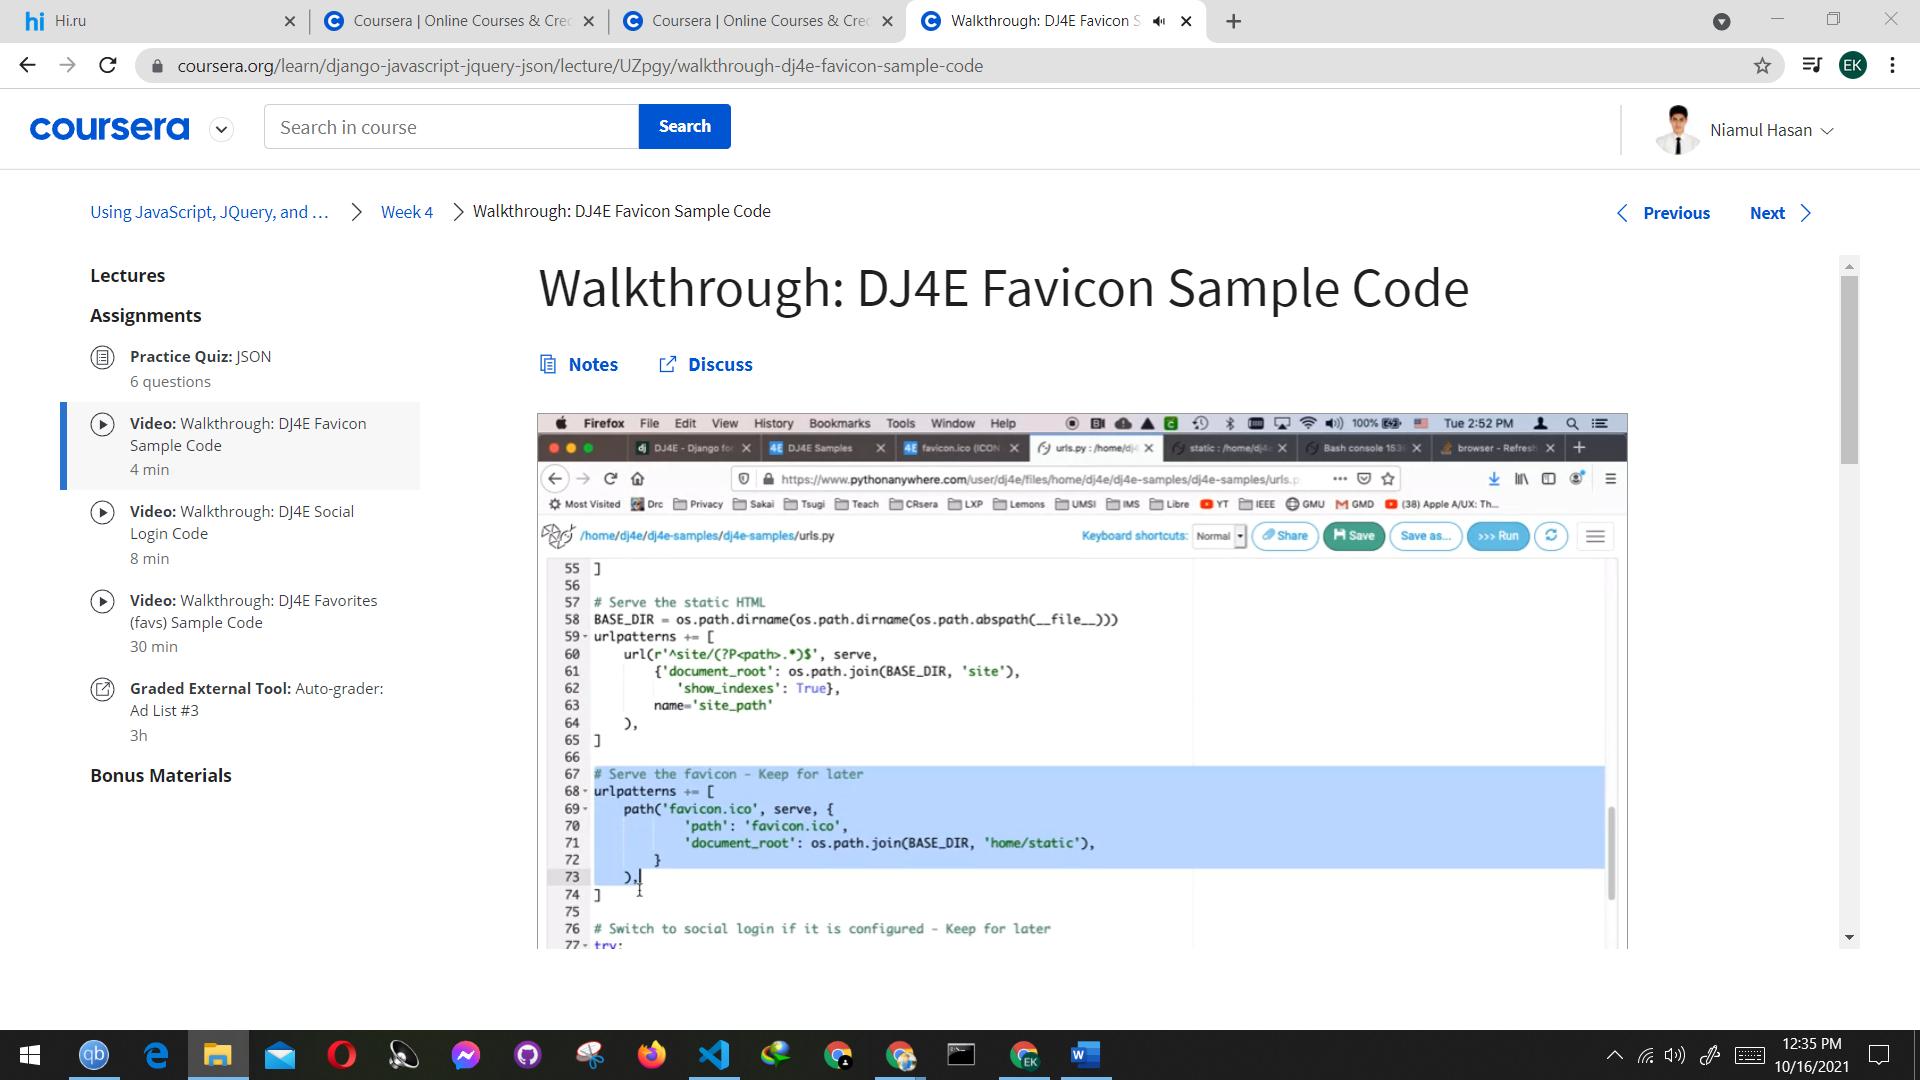 hi Hi.ru
Coursera | Online Courses & Cred
Coursera | Online Courses & Cred
Walkthrough: DJ4E Favicon S
coursera.org/learn/django-javascript-jquery-json/lecture/UZpgy/walkthrough-dj4e-favicon-sample-code
EK
coursera
Search in course
Search
Niamul Hasan
Using JavaScript, JQuery, and ...
Week 4
Walkthrough: DJ4E Favicon Sample Code
Previous
Next
Lectures
Assignments
Practice Quiz: JSON
6 questions
Video: Walkthrough: DJ4E Favicon
Sample Code
4 min
Video: Walkthrough: DJ4E Social
Login Code
8 min
Video: Walkthrough: DJ4E Favorites
(favs) Sample Code
30 min
Graded External Tool: Auto-grader:
Ad List #3
3h
Bonus Materials
Walkthrough: DJ4E Favicon Sample Code
Notes
Discuss
Firefox File Edit View History Bookmarks Tools Window Help 100% Tue 2:52 PM
dj DJ4E - Django for
4E DJ4E Samples
4E favicon.ico (ICON
urls.py : /home/dj4
static : /home/dj4e
Bash console 153
browser - Refresh
https://www.pythonanywhere.com/user/dj4e/files/home/dj4e/dj4e-samples/dj4e-samples/urls.p
Most Visited Drc Privacy Sakai Tsugi Teach CRsera LXP Lemons UMSI IMS Libre YT IEEE GMU GMD (38) Apple A/UX: Th...
/home/dj4e/dj4e-samples/dj4e-samples/urls.py
Keyboard shortcuts: Normal Share Save Save as... >>> Run
55 ]
56
57 # Serve the static HTML
58 BASE_DIR = os.path.dirname(os.path.dirname(os.path.abspath(__file__)))
59 urlpatterns += [
60 url(r'^site/(?P<path>.*)$', serve,
61 {'document_root': os.path.join(BASE_DIR, 'site'),
62 'show_indexes': True},
63 name='site_path'
64 ),
65 ]
66
67 # Serve the favicon - Keep for later
68 urlpatterns += [
69 path('favicon.ico', serve, {
70 'path': 'favicon.ico',
71 'document_root': os.path.join(BASE_DIR, 'home/static'),
72 }
73 ),
74 ]
75
76 # Switch to social login if it is configured - Keep for later
77 try:
qb
W
EK
12:35 PM
10/16/2021